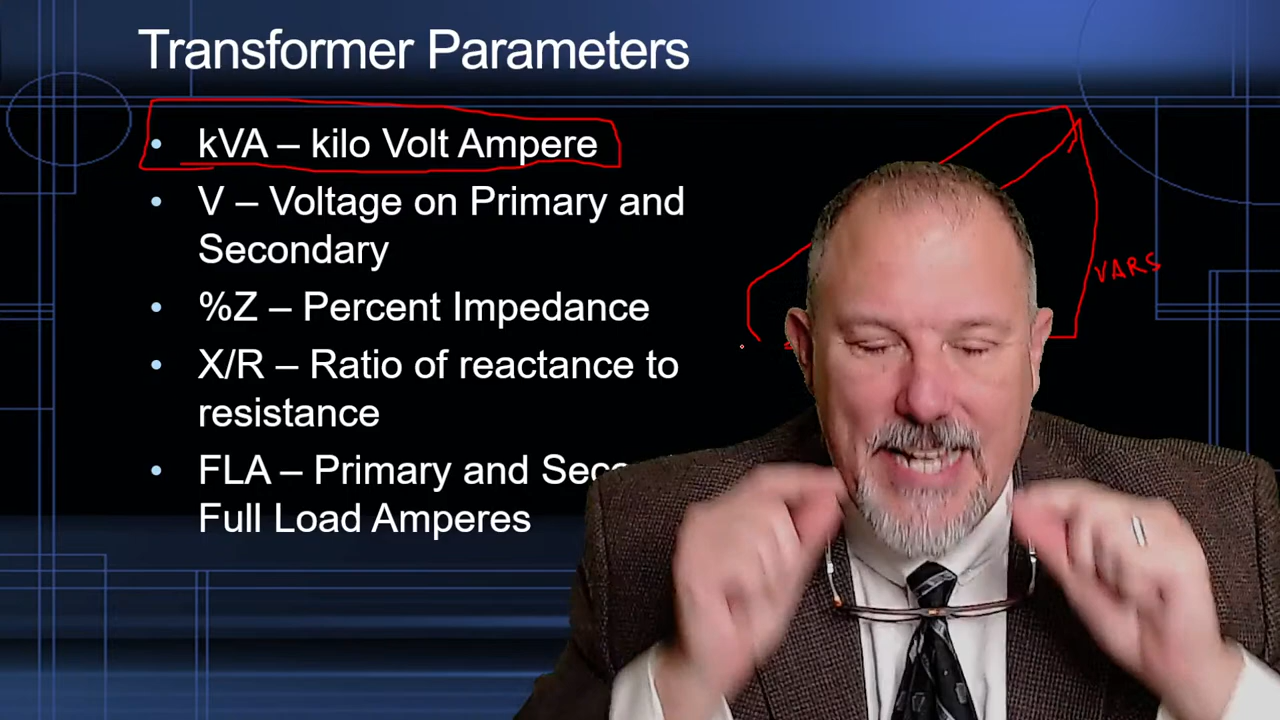 Transformer Parameters
• kVA – kilo Volt Ampere
• V – Voltage on Primary and
Secondary
• %Z – Percent Impedance
• X/R – Ratio of reactance to
resistance
• FLA – Primary and
Full Load Amperes
VARS